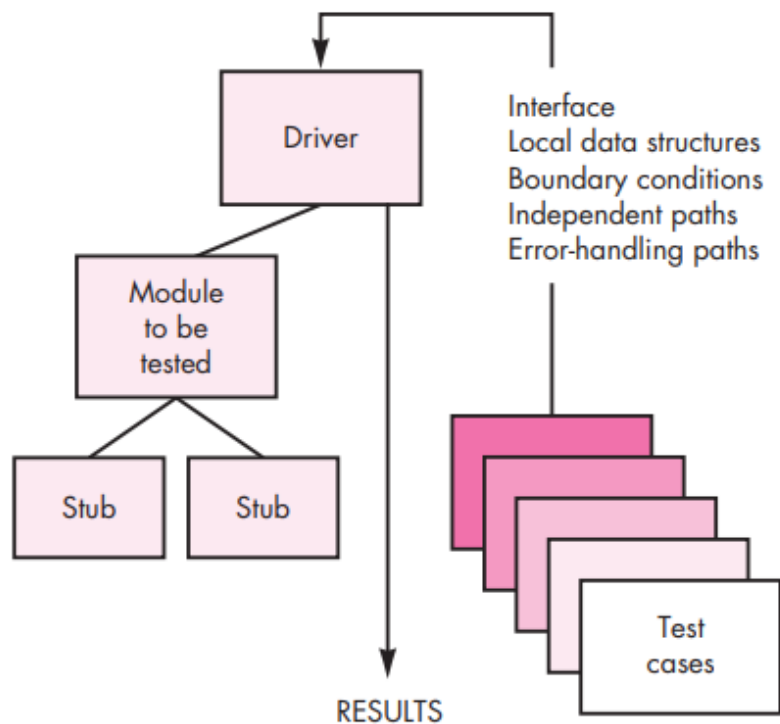 Driver
Interface
Local data structures
Boundary conditions
Independent paths
Error-handling paths
Module
to be
tested
Stub
Stub
Test
cases
RESULTS